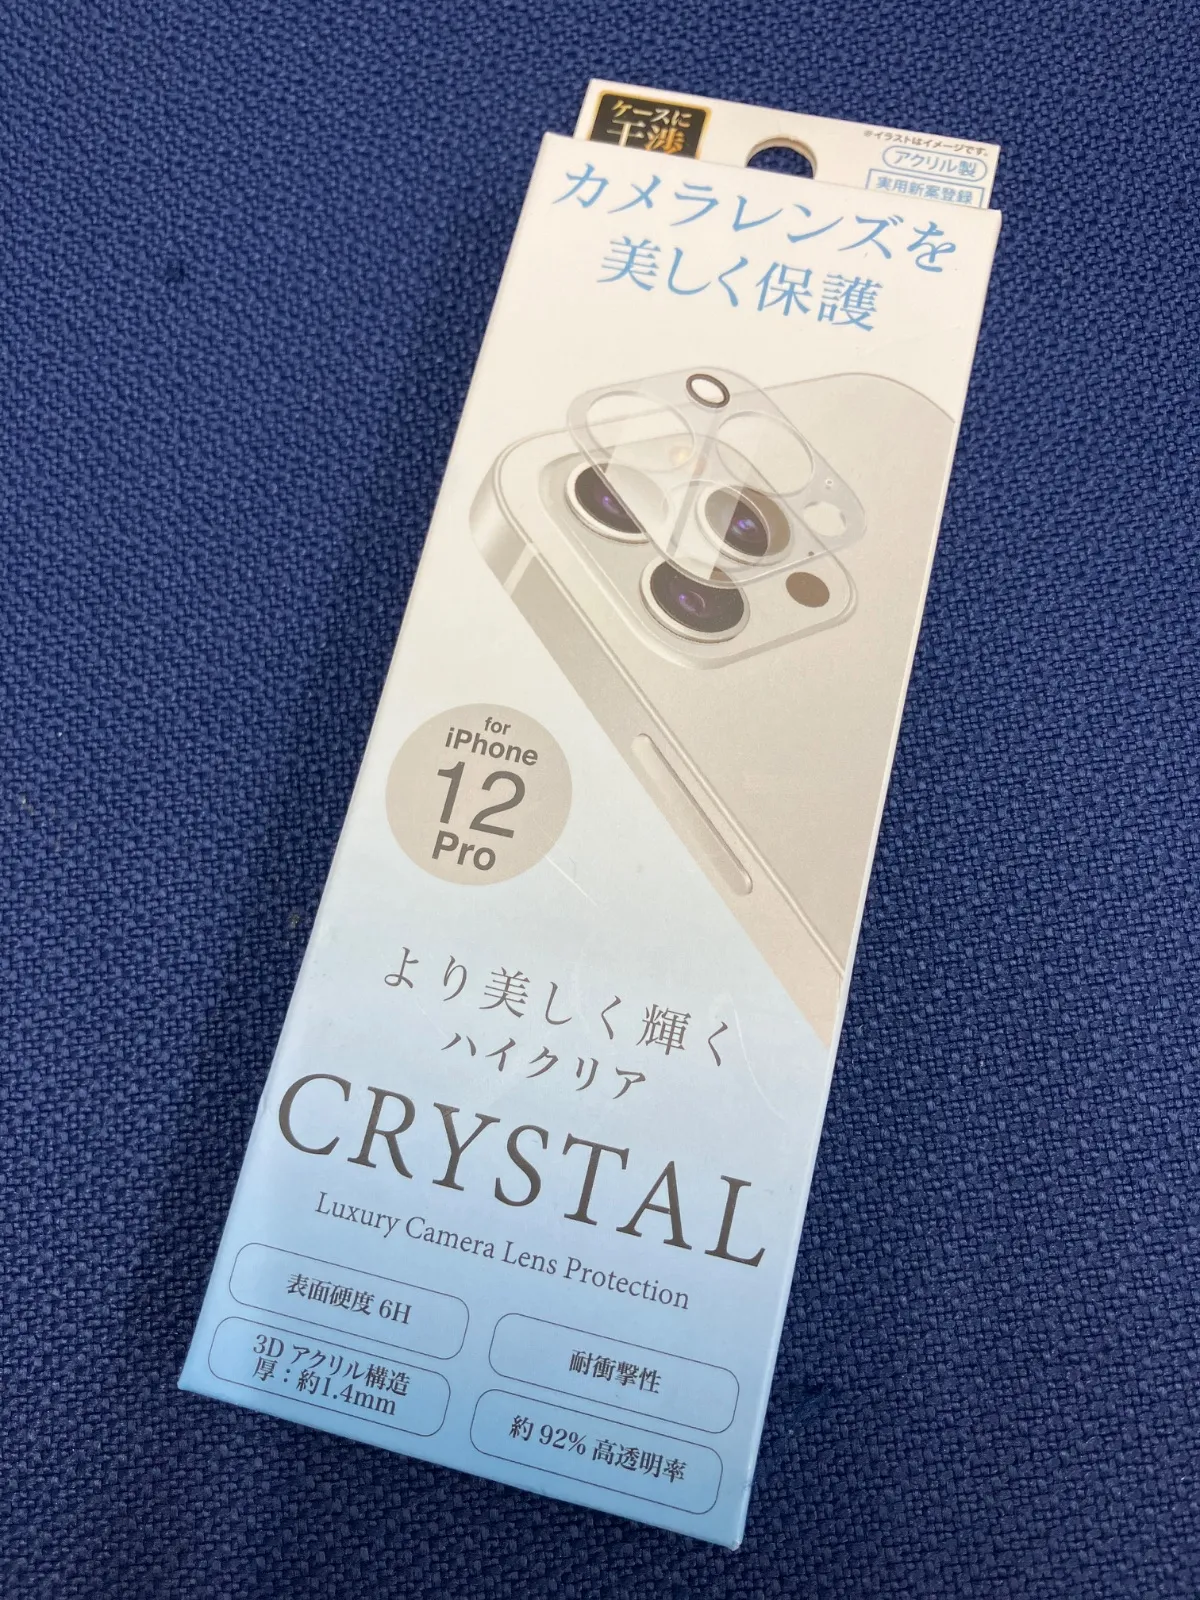 ケースに
干渉
※イラストはイメージです。
アクリル製
実用新案登録
カメラレンズを
美しく保護
for
iPhone
12
Pro
より美しく輝く
ハイクリア
CRYSTAL
Luxury Camera Lens Protection
表面硬度 6H
耐衝撃性
3D アクリル構造
厚：約1.4mm
約 92% 高透明率